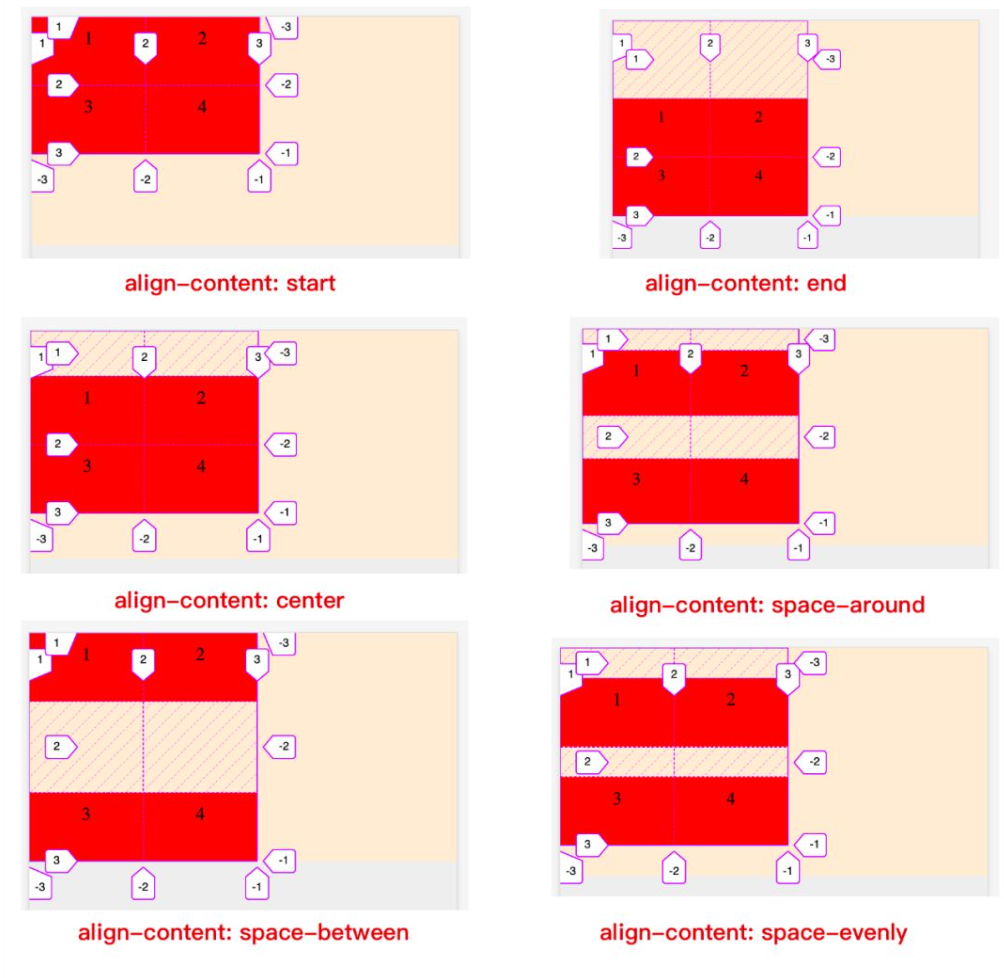 1 -3
1 1 2 2 3
2 -2
3 4
3 -1
-3 -2 -1
align-content: start
1 2 3
1 -3
1 2
2 -2
3 4
3 -1
-3 -2 -1
align-content: end
1 1 2 3 -3
1 2
2 -2
3 4
3 -1
-3 -2 -1
align-content: center
1 -3
1 2 3
1 2
2 -2
3 4
3 -1
-3 -2 -1
align-content: space-around
1 -3
1 1 2 2 3
2 -2
3 4
3 -1
-3 -2 -1
align-content: space-between
1 -3
1 2 3
1 2
2 -2
3 4
3 -1
-3 -2 -1
align-content: space-evenly